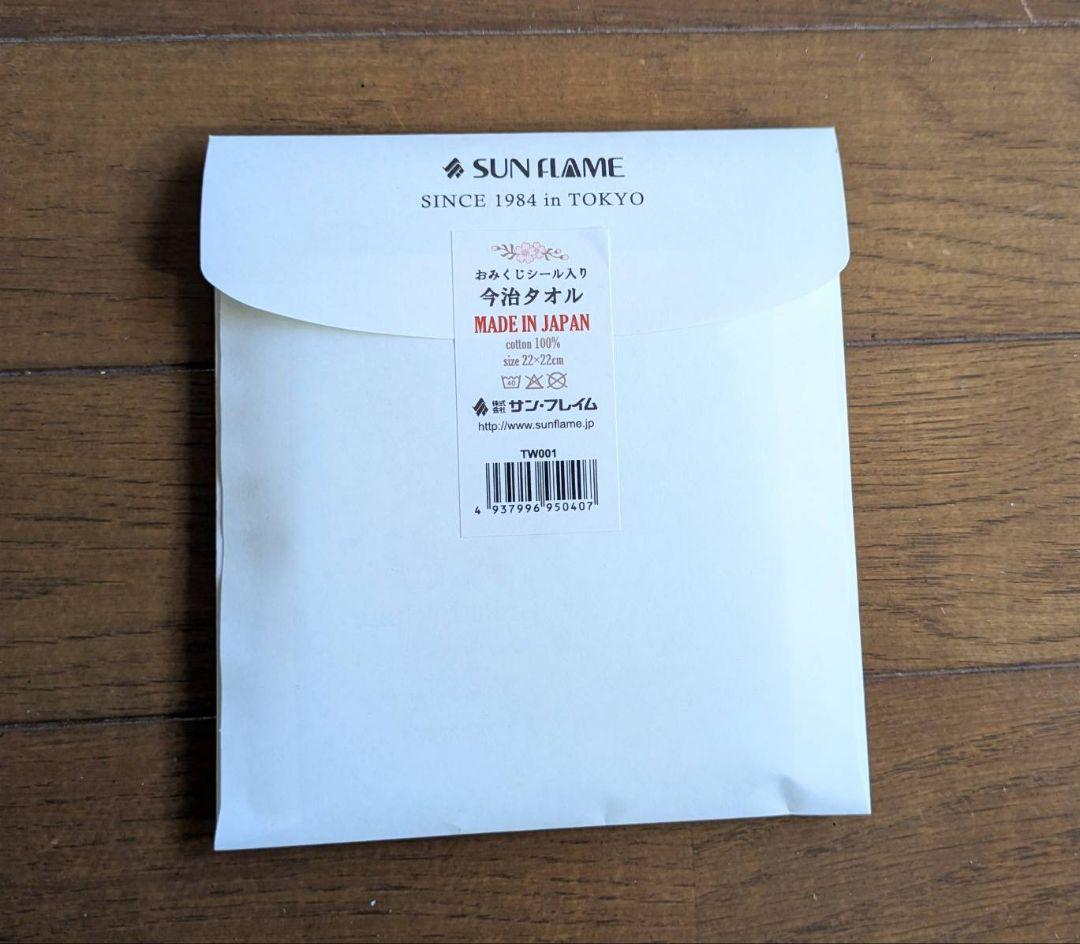 SUN FLAME
SINCE 1984 in TOKYO
おみくじシール入り
今治タオル
MADE IN JAPAN
cotton 100%
size 22×22cm
40
株式会社 サン・フレイム
http://www.sunflame.jp
TW001
4 937996 950407